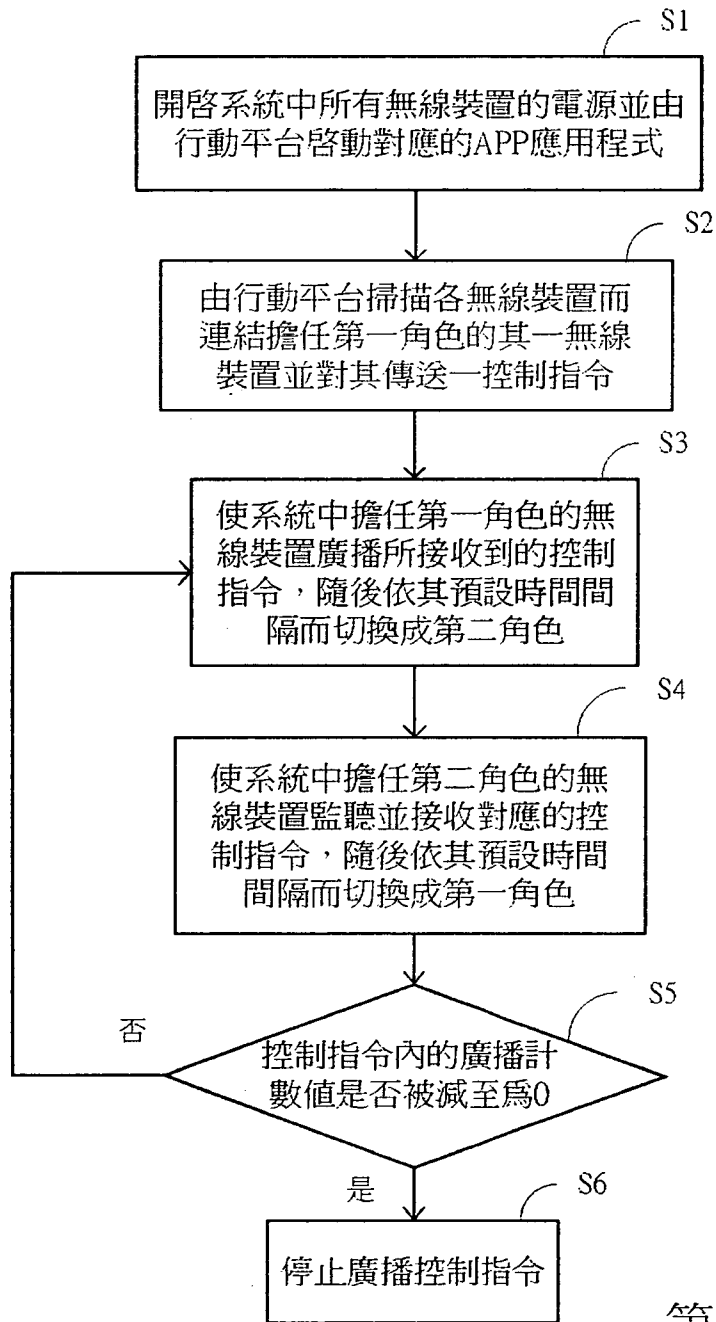 S1
開啓系統中所有無線裝置的電源並由
行動平台啓動對應的APP應用程式
S2
由行動平台掃描各無線裝置而
連結擔任第一角色的其一無線
裝置並對其傳送一控制指令
S3
使系統中擔任第一角色的無
線裝置廣播所接收到的控制
指令，隨後依其預設時間間
隔而切換成第二角色
S4
使系統中擔任第二角色的無
線裝置監聽並接收對應的控
制指令，隨後依其預設時間
間隔而切換成第一角色
S5
否
控制指令內的廣播計
數值是否被減至爲0
是
S6
停止廣播控制指令